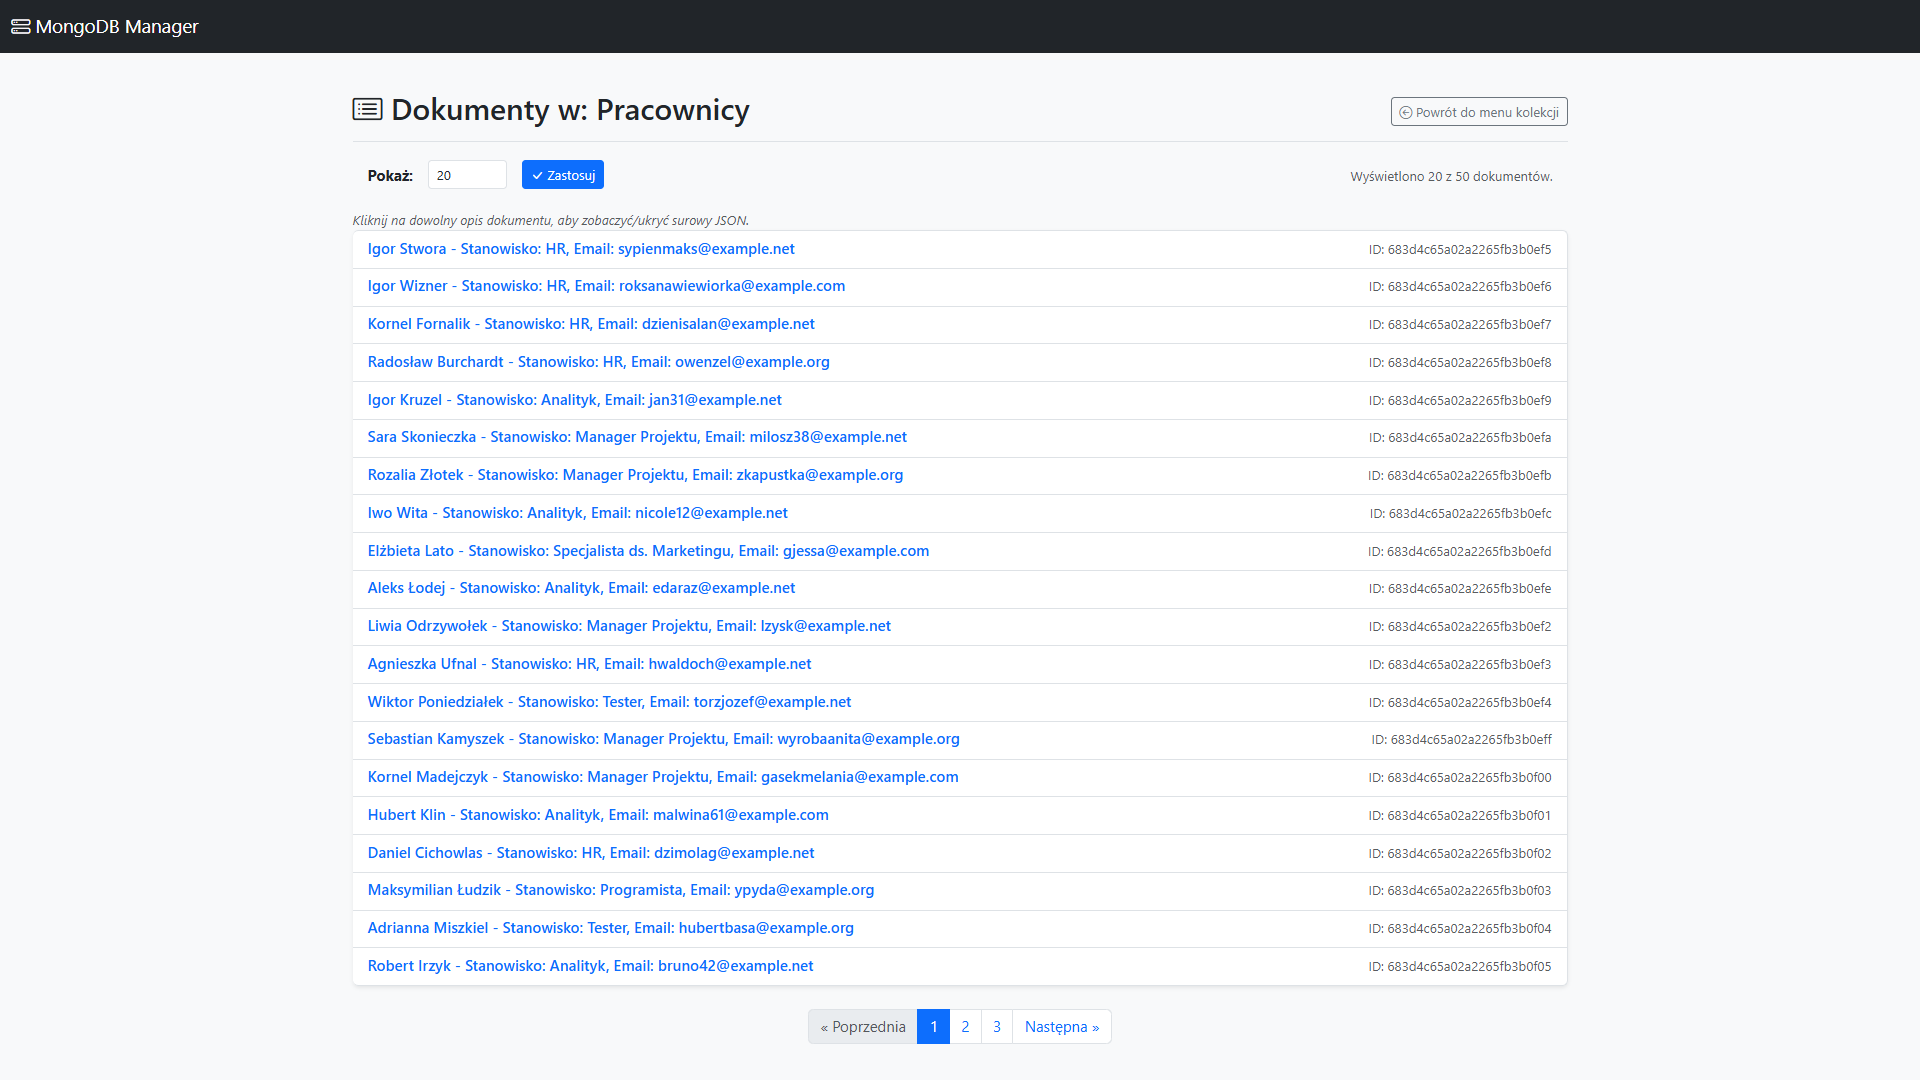 MongoDB Manager
Dokumenty w: Pracownicy
Powrót do menu kolekcji
Pokaż: 20 Zastosuj
Wyświetlono 20 z 50 dokumentów.
Kliknij na dowolny opis dokumentu, aby zobaczyć/ukryć surowy JSON.
Igor Stwora - Stanowisko: HR, Email: sypienmaks@example.net ID: 683d4c65a02a2265fb3b0ef5
Igor Wizner - Stanowisko: HR, Email: roksanawiewiorka@example.com ID: 683d4c65a02a2265fb3b0ef6
Kornel Fornalik - Stanowisko: HR, Email: dzienisalan@example.net ID: 683d4c65a02a2265fb3b0ef7
Radosław Burchardt - Stanowisko: HR, Email: owenzel@example.org ID: 683d4c65a02a2265fb3b0ef8
Igor Kruzel - Stanowisko: Analityk, Email: jan31@example.net ID: 683d4c65a02a2265fb3b0ef9
Sara Skonieczka - Stanowisko: Manager Projektu, Email: milosz38@example.net ID: 683d4c65a02a2265fb3b0efa
Rozalia Złotek - Stanowisko: Manager Projektu, Email: zkapustka@example.org ID: 683d4c65a02a2265fb3b0efb
Iwo Wita - Stanowisko: Analityk, Email: nicole12@example.net ID: 683d4c65a02a2265fb3b0efc
Elżbieta Lato - Stanowisko: Specjalista ds. Marketingu, Email: gjessa@example.com ID: 683d4c65a02a2265fb3b0efd
Aleks Łodej - Stanowisko: Analityk, Email: edaraz@example.net ID: 683d4c65a02a2265fb3b0efe
Liwia Odrzywołek - Stanowisko: Manager Projektu, Email: lzysk@example.net ID: 683d4c65a02a2265fb3b0ef2
Agnieszka Ufnal - Stanowisko: HR, Email: hwaldoch@example.net ID: 683d4c65a02a2265fb3b0ef3
Wiktor Poniedziałek - Stanowisko: Tester, Email: torzjozef@example.net ID: 683d4c65a02a2265fb3b0ef4
Sebastian Kamyszek - Stanowisko: Manager Projektu, Email: wyrobaanita@example.org ID: 683d4c65a02a2265fb3b0eff
Kornel Madejczyk - Stanowisko: Manager Projektu, Email: gasekmelania@example.com ID: 683d4c65a02a2265fb3b0f00
Hubert Klin - Stanowisko: Analityk, Email: malwina61@example.com ID: 683d4c65a02a2265fb3b0f01
Daniel Cichowlas - Stanowisko: HR, Email: dzimolag@example.net ID: 683d4c65a02a2265fb3b0f02
Maksymilian Łudzik - Stanowisko: Programista, Email: ypyda@example.org ID: 683d4c65a02a2265fb3b0f03
Adrianna Miszkiel - Stanowisko: Tester, Email: hubertbasa@example.org ID: 683d4c65a02a2265fb3b0f04
Robert Irzyk - Stanowisko: Analityk, Email: bruno42@example.net ID: 683d4c65a02a2265fb3b0f05
« Poprzednia 1 2 3 Następna »